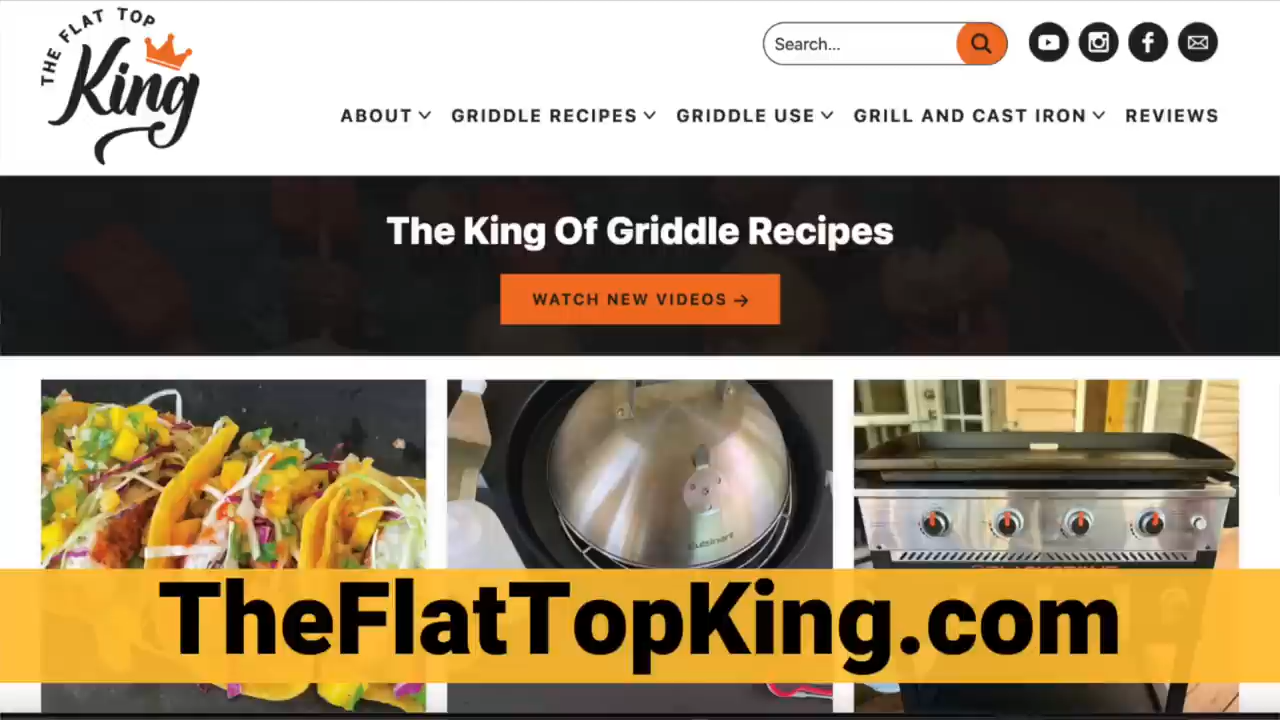 THE FLAT TOP
King
Search...
ABOUT
GRIDDLE RECIPES
GRIDDLE USE
GRILL AND CAST IRON
REVIEWS
The King Of Griddle Recipes
WATCH NEW VIDEOS →
Cuisinart
TheFlatTopKing.com